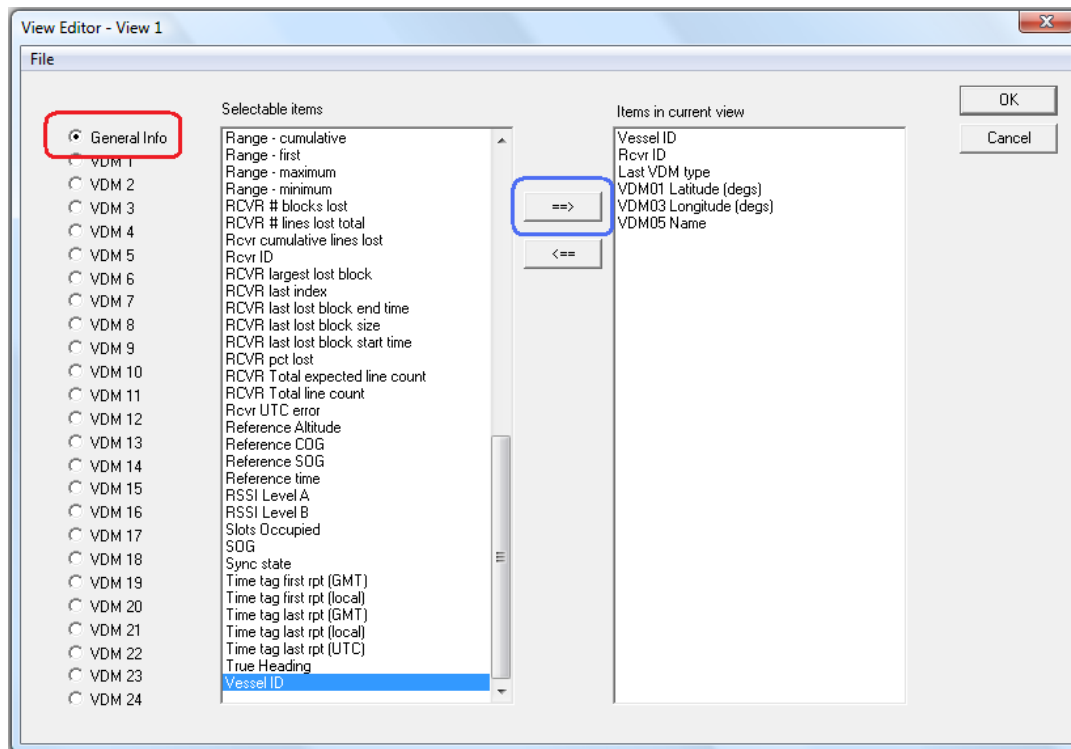 View Editor - View 1
File
General Info
VDM 1
VDM 2
VDM 3
VDM 4
VDM 5
VDM 6
VDM 7
VDM 8
VDM 9
VDM 10
VDM 11
VDM 12
VDM 13
VDM 14
VDM 15
VDM 16
VDM 17
VDM 18
VDM 19
VDM 20
VDM 21
VDM 22
VDM 23
VDM 24
Selectable items
Range - cumulative
Range - first
Range - maximum
Range - minimum
RCVR # blocks lost
RCVR # lines lost total
Rcvr cumulative lines lost
Rcvr ID
RCVR largest lost block
RCVR last index
RCVR last lost block end time
RCVR last lost block size
RCVR last lost block start time
RCVR pct lost
RCVR Total expected line count
RCVR Total line count
Rcvr UTC error
Reference Altitude
Reference COG
Reference SOG
Reference time
RSSI Level A
RSSI Level B
Slots Occupied
SOG
Sync state
Time tag first rpt (GMT)
Time tag first rpt (local)
Time tag last rpt (GMT)
Time tag last rpt (local)
Time tag last rpt (UTC)
True Heading
Vessel ID
==>
<==
Items in current view
Vessel ID
Rcvr ID
Last VDM type
VDM01 Latitude (degs)
VDM03 Longitude (degs)
VDM05 Name
OK
Cancel